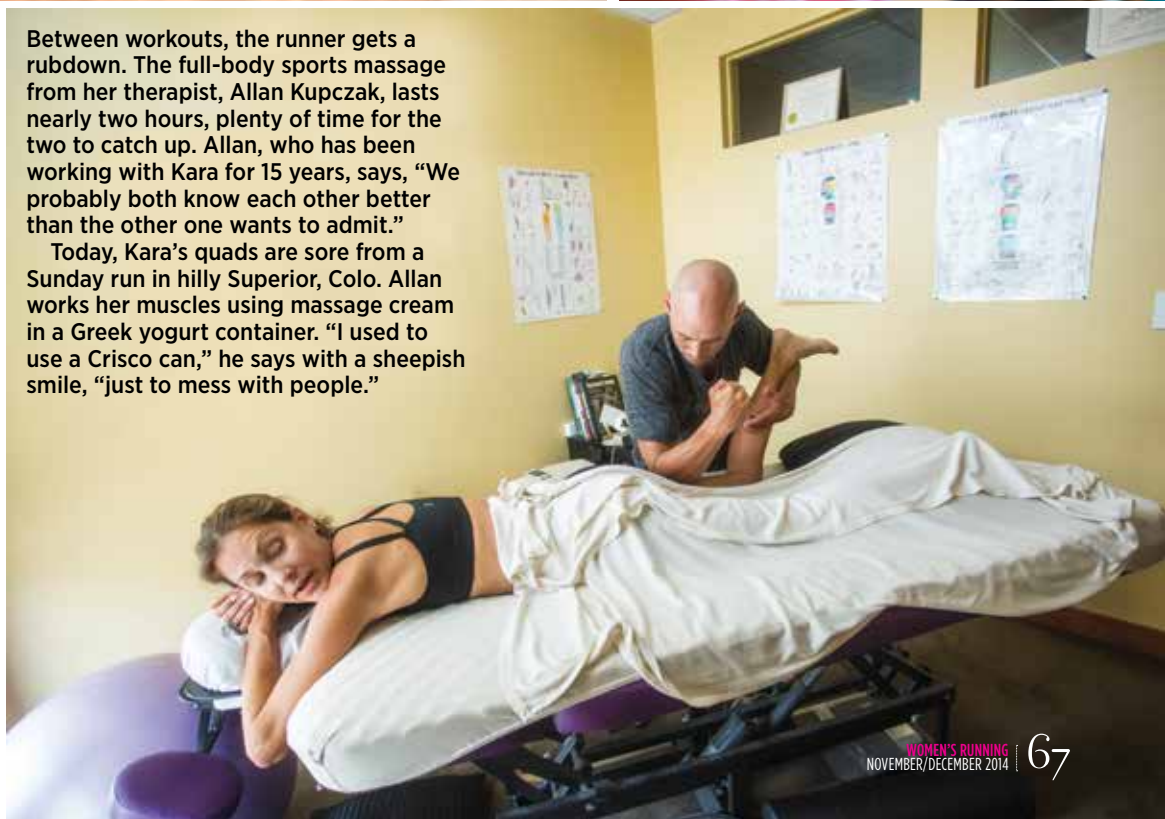 Between workouts, the runner gets a
rubdown. The full-body sports massage
from her therapist, Allan Kupczak, lasts
nearly two hours, plenty of time for the
two to catch up. Allan, who has been
working with Kara for 15 years, says, “We
probably both know each other better
than the other one wants to admit.”
Today, Kara’s quads are sore from a
Sunday run in hilly Superior, Colo. Allan
works her muscles using massage cream
in a Greek yogurt container. “I used to
use a Crisco can,” he says with a sheepish
smile, “just to mess with people.”
WOMEN’S RUNNING
NOVEMBER/DECEMBER 2014
67